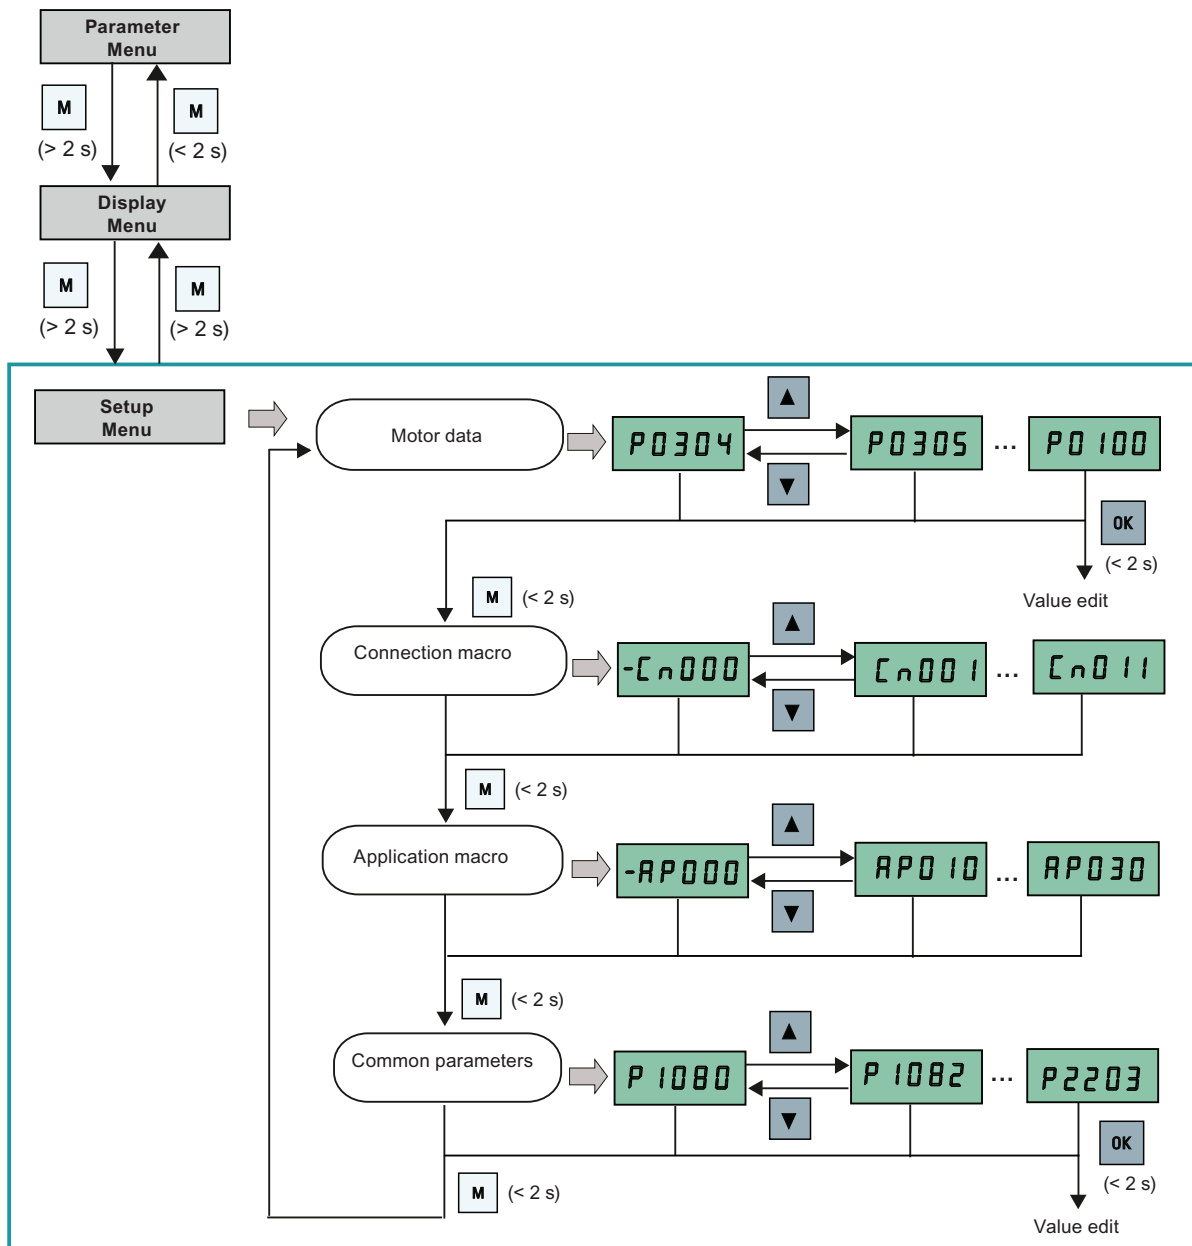 Parameter
Menu
M
M
(> 2 s)
(< 2 s)
Display
Menu
M
M
(> 2 s)
(> 2 s)
Setup
Menu
Motor data
P0304
P0305
...
P0100
OK
(< 2 s)
Value edit
M
(< 2 s)
Connection macro
-Cn000
Cn001
...
Cn011
M
(< 2 s)
Application macro
-AP000
AP010
...
AP030
M
(< 2 s)
Common parameters
P1080
P1082
...
P2203
OK
(< 2 s)
M
(< 2 s)
Value edit